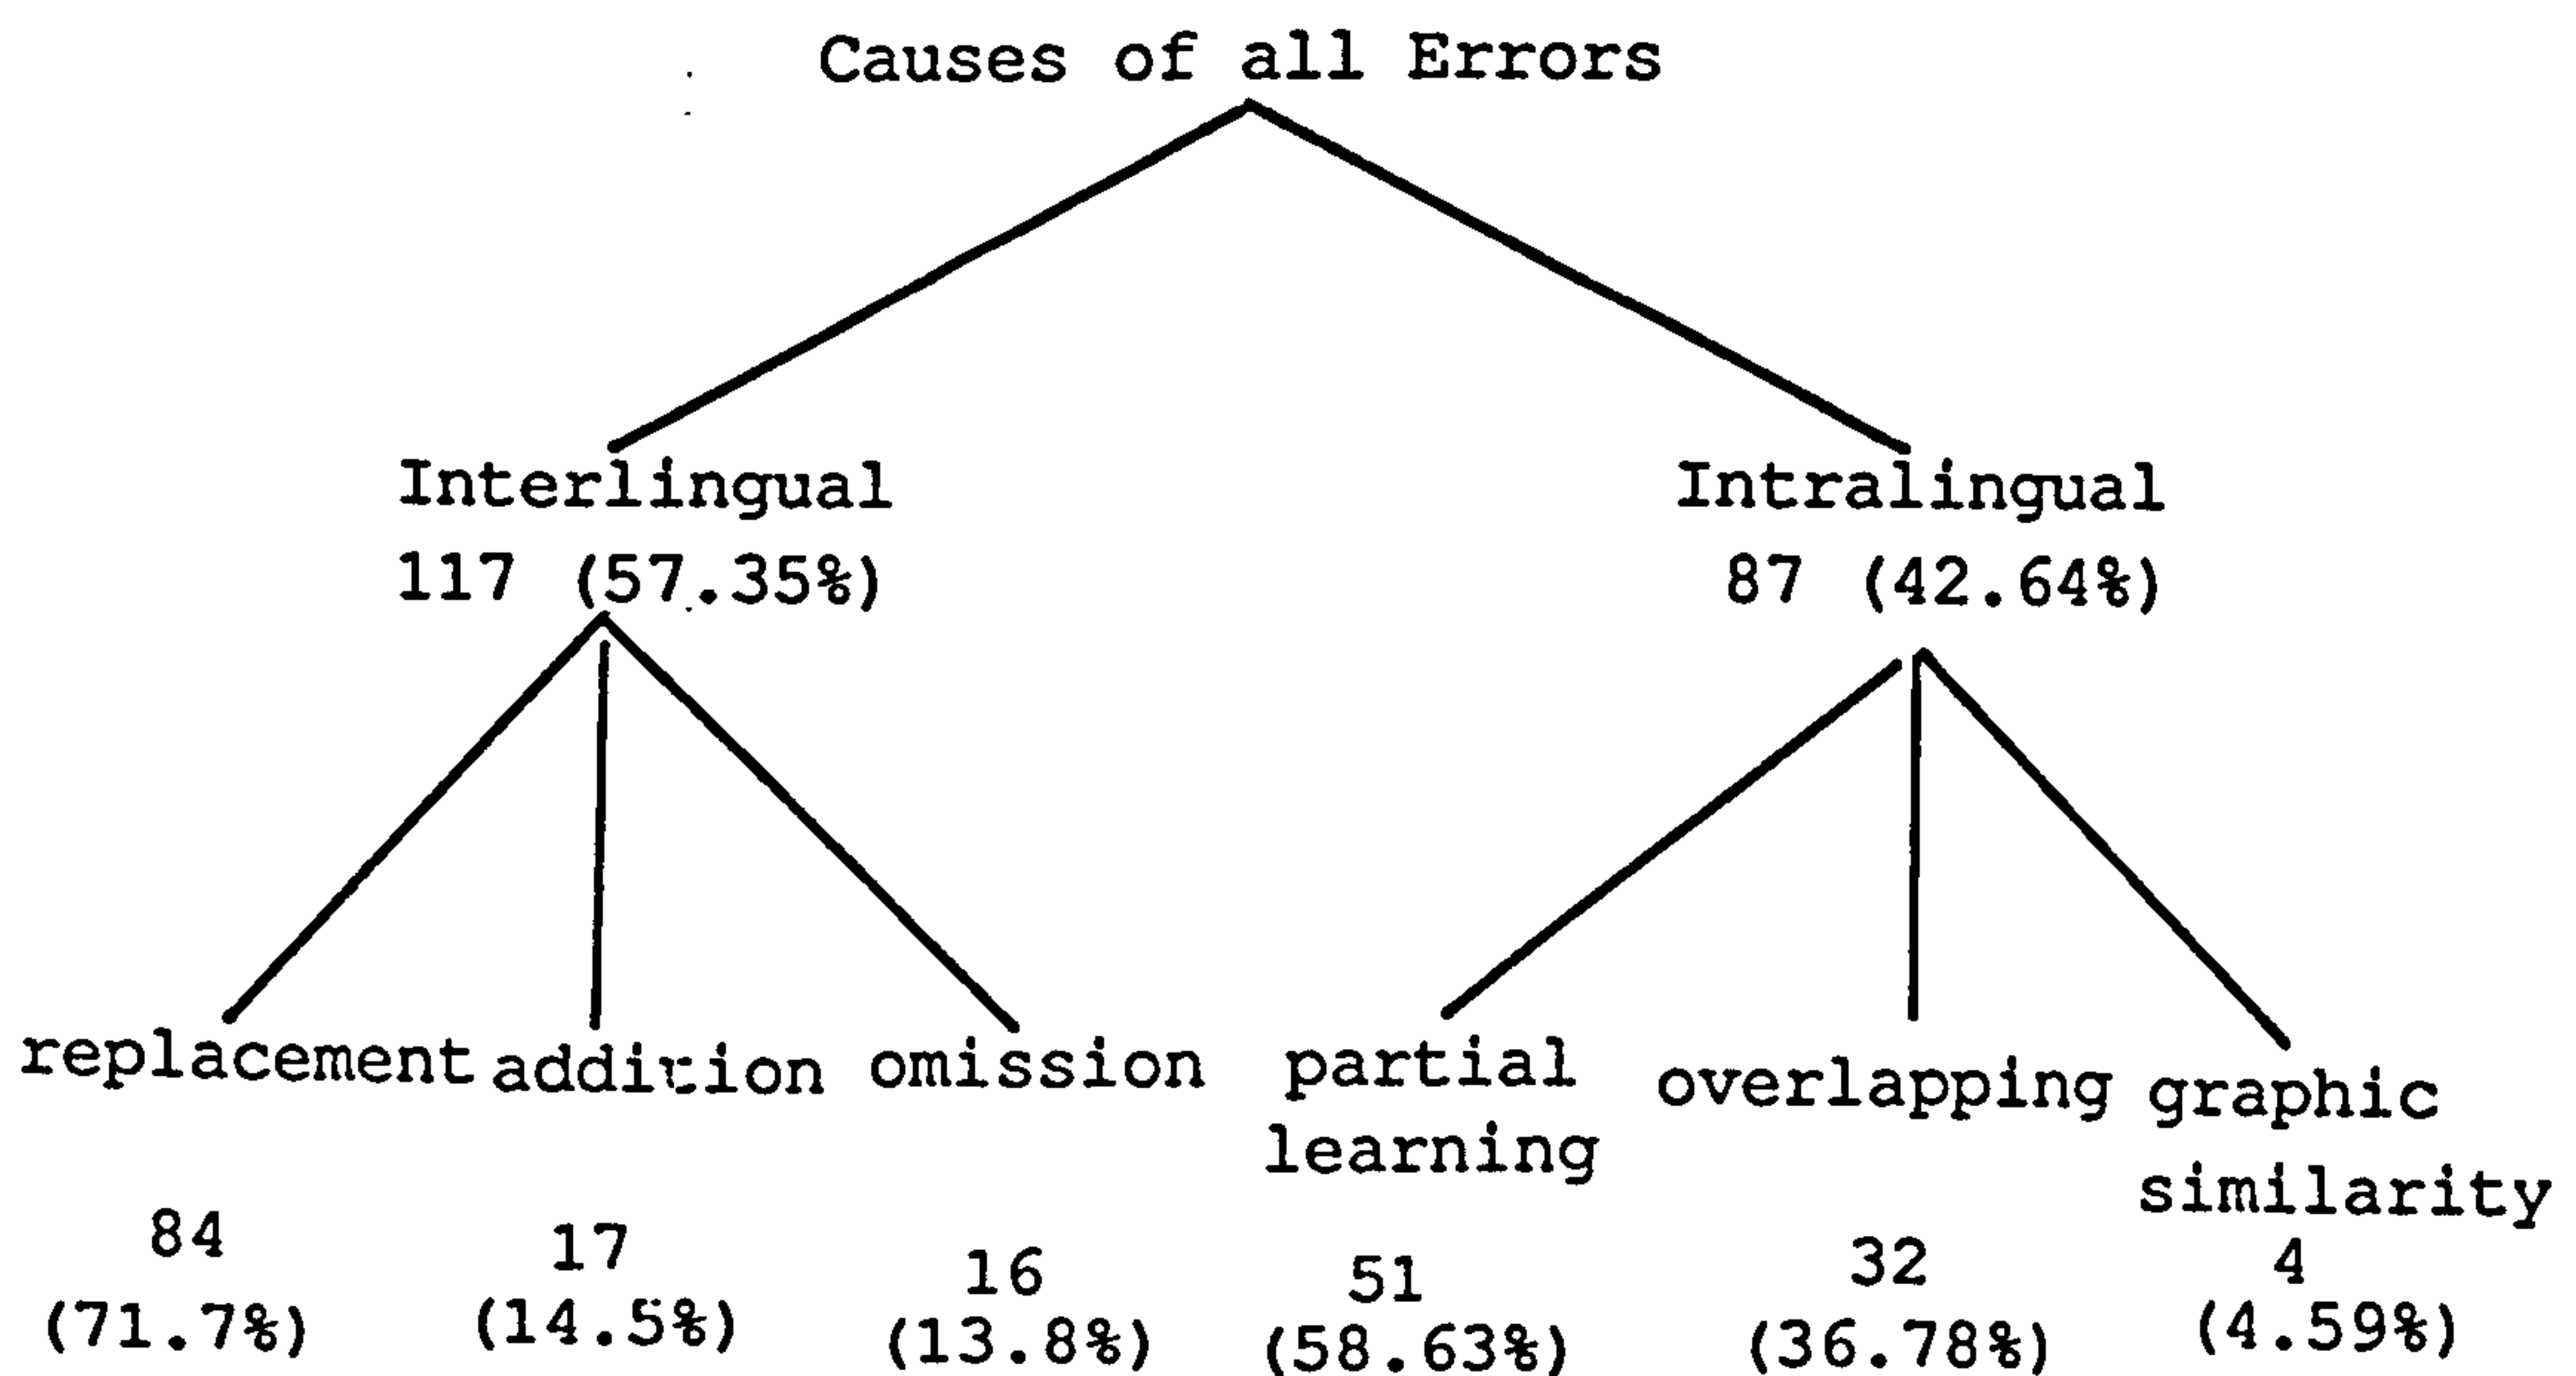 Causes of all Errors
Interlingual
117 (57.35%)
Intralingual
87 (42.64%)
replacement
84
(71.7%)
addition
17
(14.5%)
omission
16
(13.8%)
partial
learning
51
(58.63%)
overlapping
32
(36.78%)
graphic
similarity
4
(4.59%)